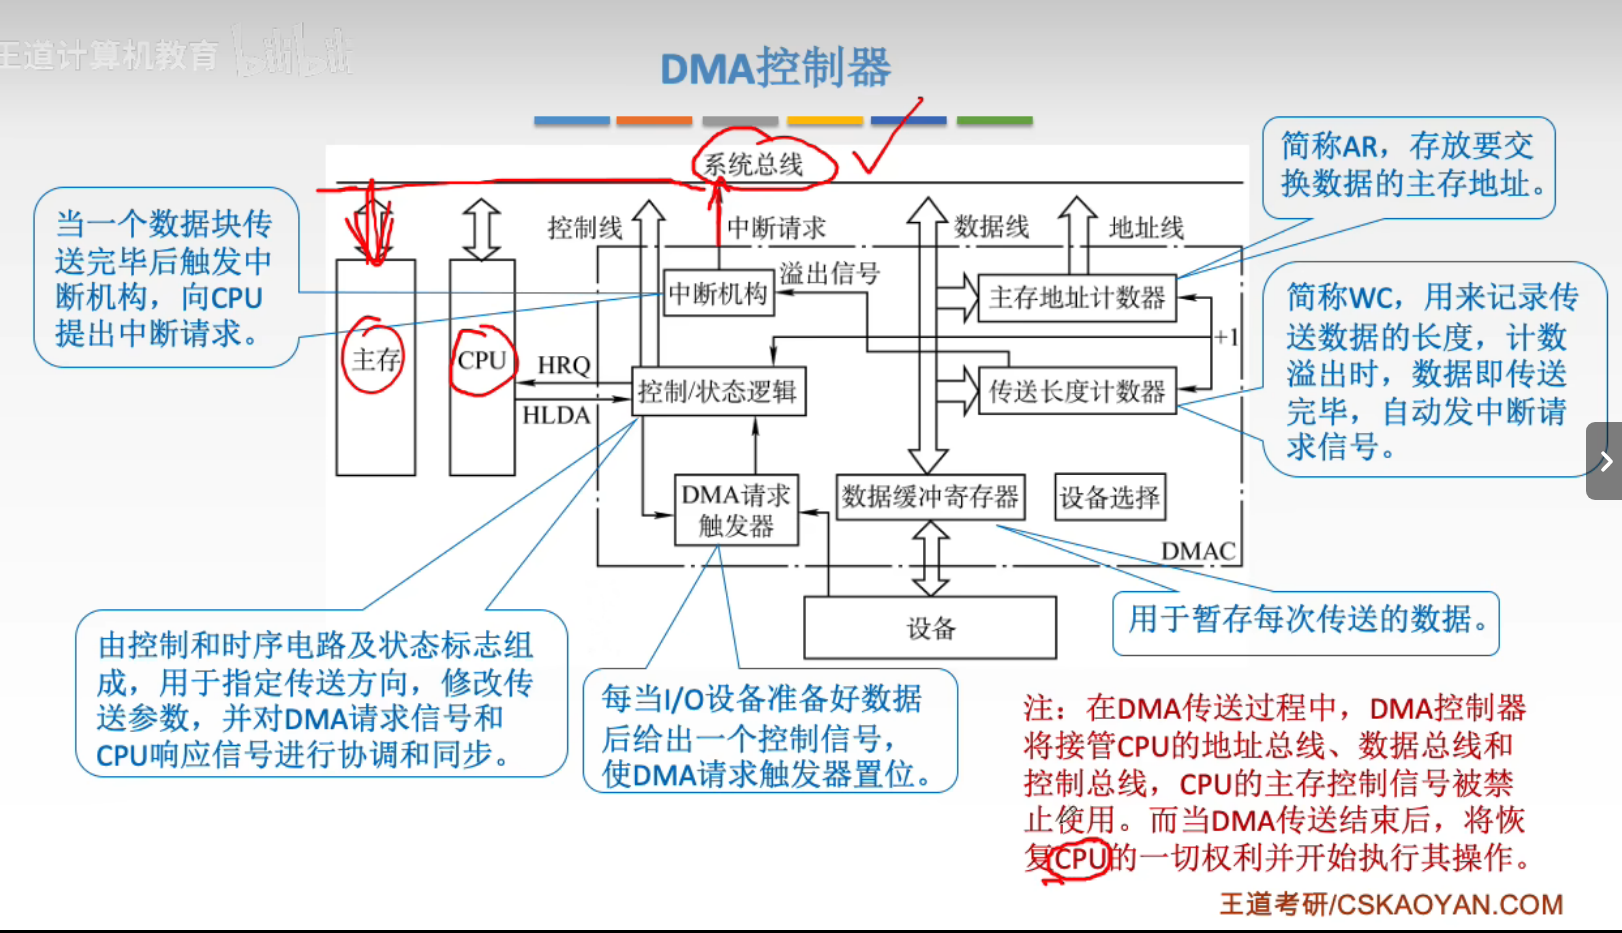 王道计算机教育 bilibili
DMA控制器
系统总线
控制线
中断请求
数据线
地址线
中断机构
溢出信号
主存地址计数器
+1
主存
CPU
HRQ
HLDA
控制/状态逻辑
传送长度计数器
DMA请求
触发器
数据缓冲寄存器
设备选择
DMAC
设备
当一个数据块传
送完毕后触发中
断机构，向CPU
提出中断请求。
简称AR，存放要交
换数据的主存地址。
简称WC，用来记录传
送数据的长度，计数
溢出时，数据即传送
完毕，自动发中断请
求信号。
由控制和时序电路及状态标志组
成，用于指定传送方向，修改传
送参数，并对DMA请求信号和
CPU响应信号进行协调和同步。
每当I/O设备准备好数据
后给出一个控制信号，
使DMA请求触发器置位。
用于暂存每次传送的数据。
注：在DMA传送过程中，DMA控制器
将接管CPU的地址总线、数据总线和
控制总线，CPU的主存控制信号被禁
止使用。而当DMA传送结束后，将恢
复CPU的一切权利并开始执行其操作。
王道考研/CSKAOYAN.COM